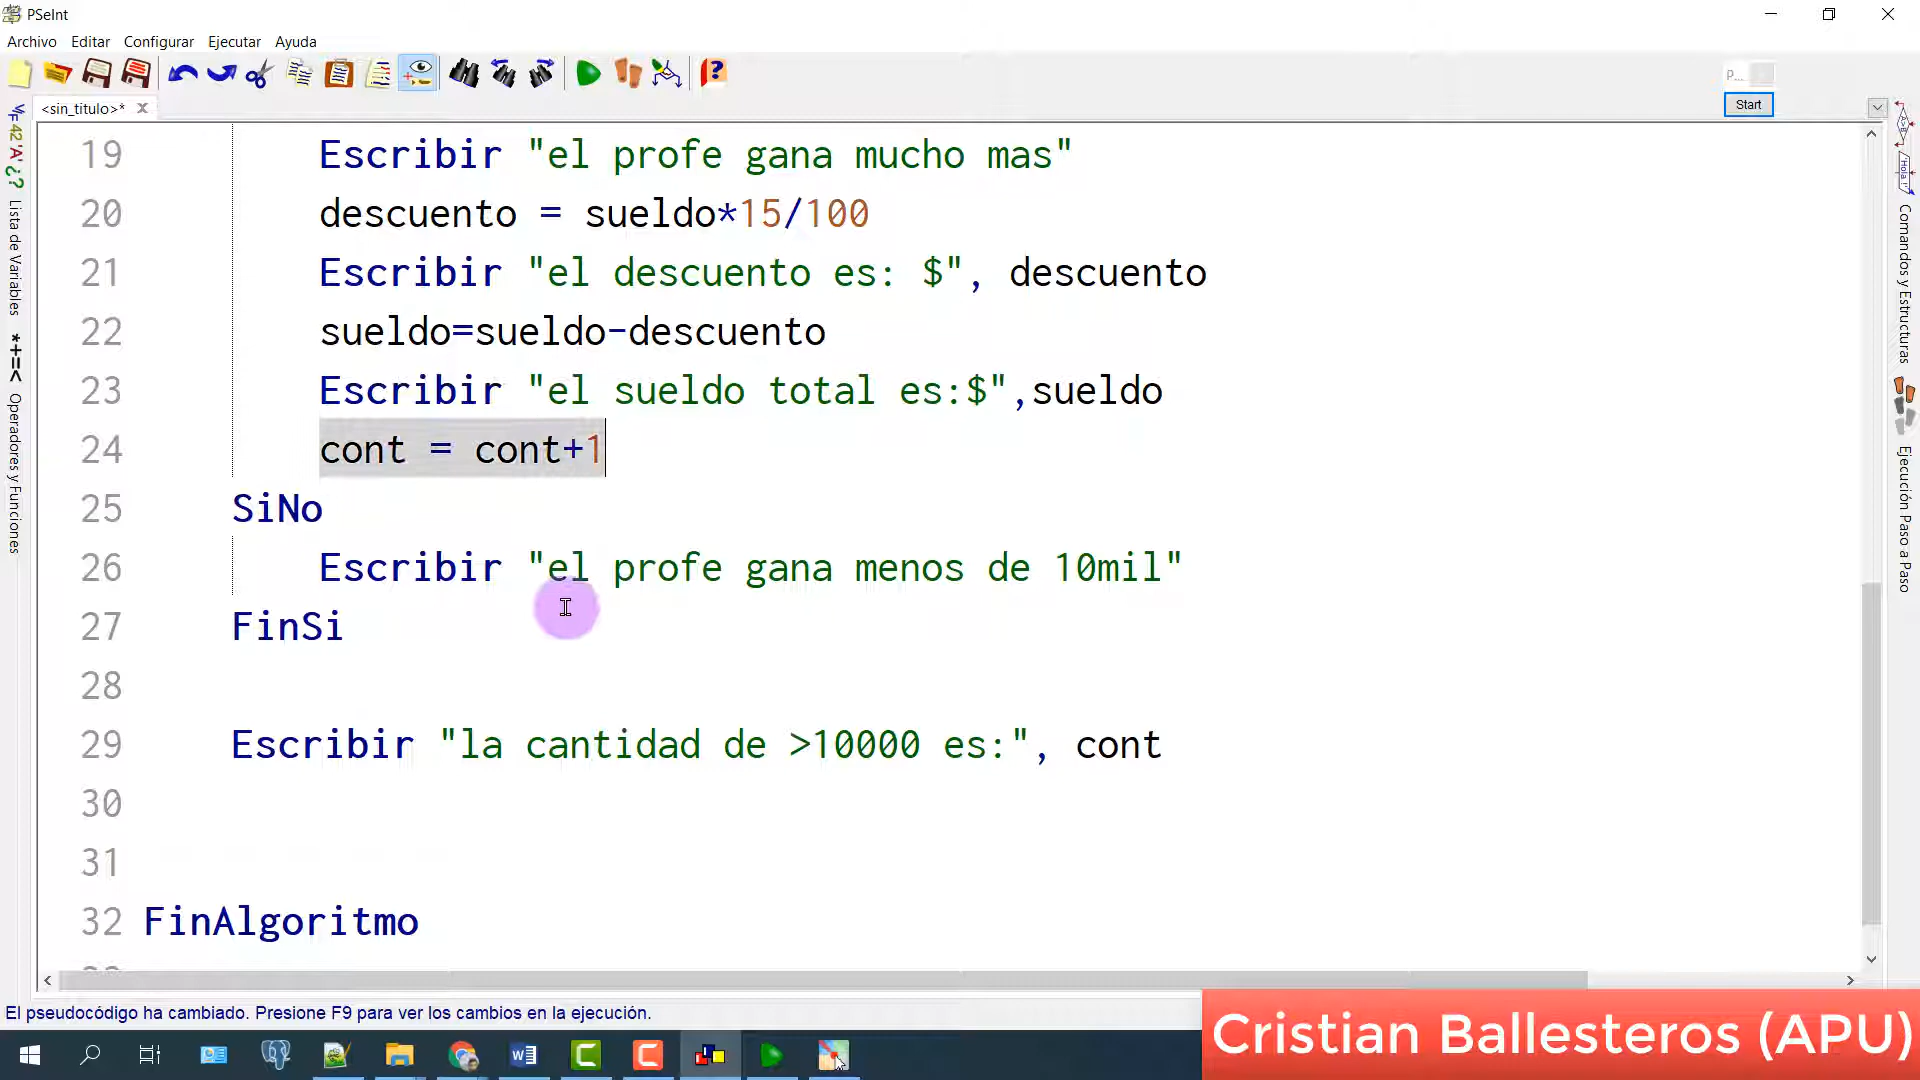 PSeInt
Archivo Editar Configurar Ejecutar Ayuda
P...
<sin_titulo>*
Start
19 Escribir "el profe gana mucho mas"
20 descuento = sueldo*15/100
21 Escribir "el descuento es: $", descuento
22 sueldo=sueldo-descuento
23 Escribir "el sueldo total es:$",sueldo
24 cont = cont+1
25 SiNo
26 Escribir "el profe gana menos de 10mil"
27 FinSi
28
29 Escribir "la cantidad de >10000 es:", cont
30
31
32 FinAlgoritmo
Lista de Variables
*+=< Operadores y Funciones
Comandos y Estructuras
Ejecución Paso a Paso
El pseudocódigo ha cambiado. Presione F9 para ver los cambios en la ejecución.
Cristian Ballesteros (APU)